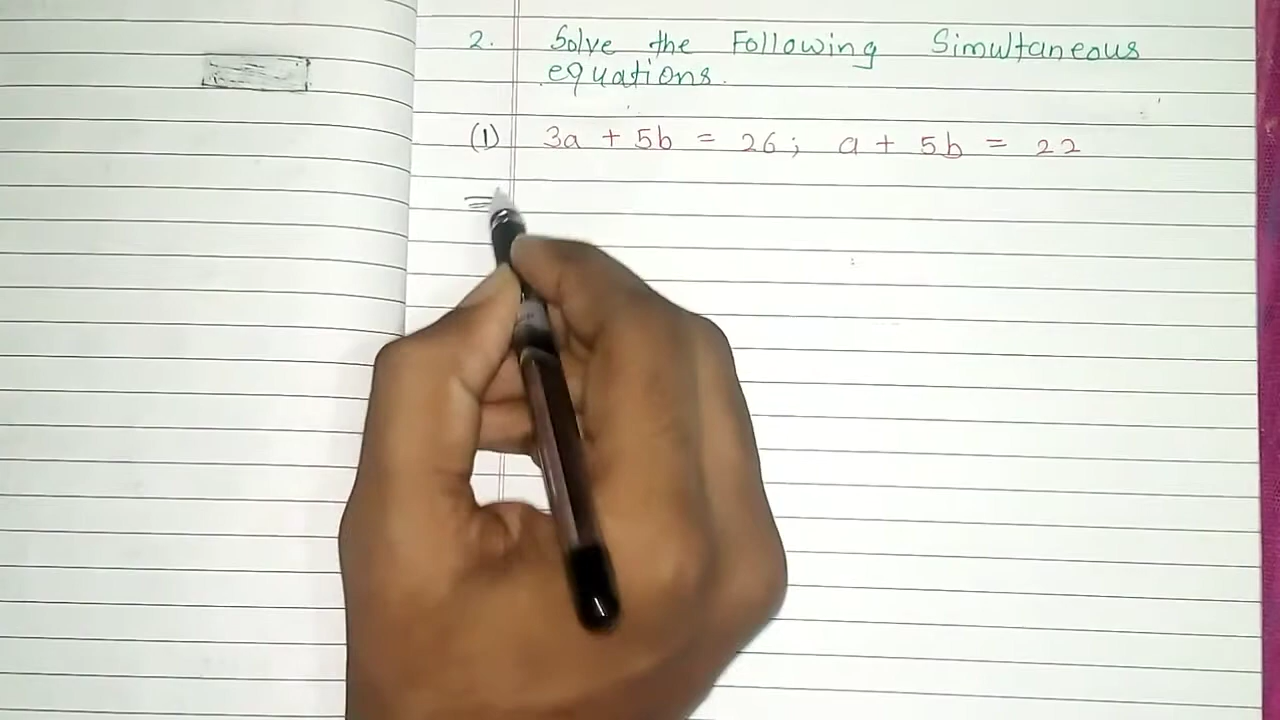 2. Solve the Following Simultaneous
equations.
(1) 3a + 5b = 26; a + 5b = 22
=